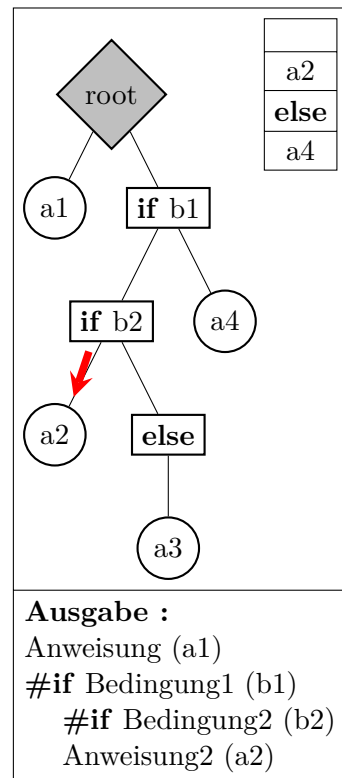 root
a2
else
a4
a1
if b1
if b2
a4
a2
else
a3
Ausgabe :
Anweisung (a1)
#if Bedingung1 (b1)
#if Bedingung2 (b2)
Anweisung2 (a2)